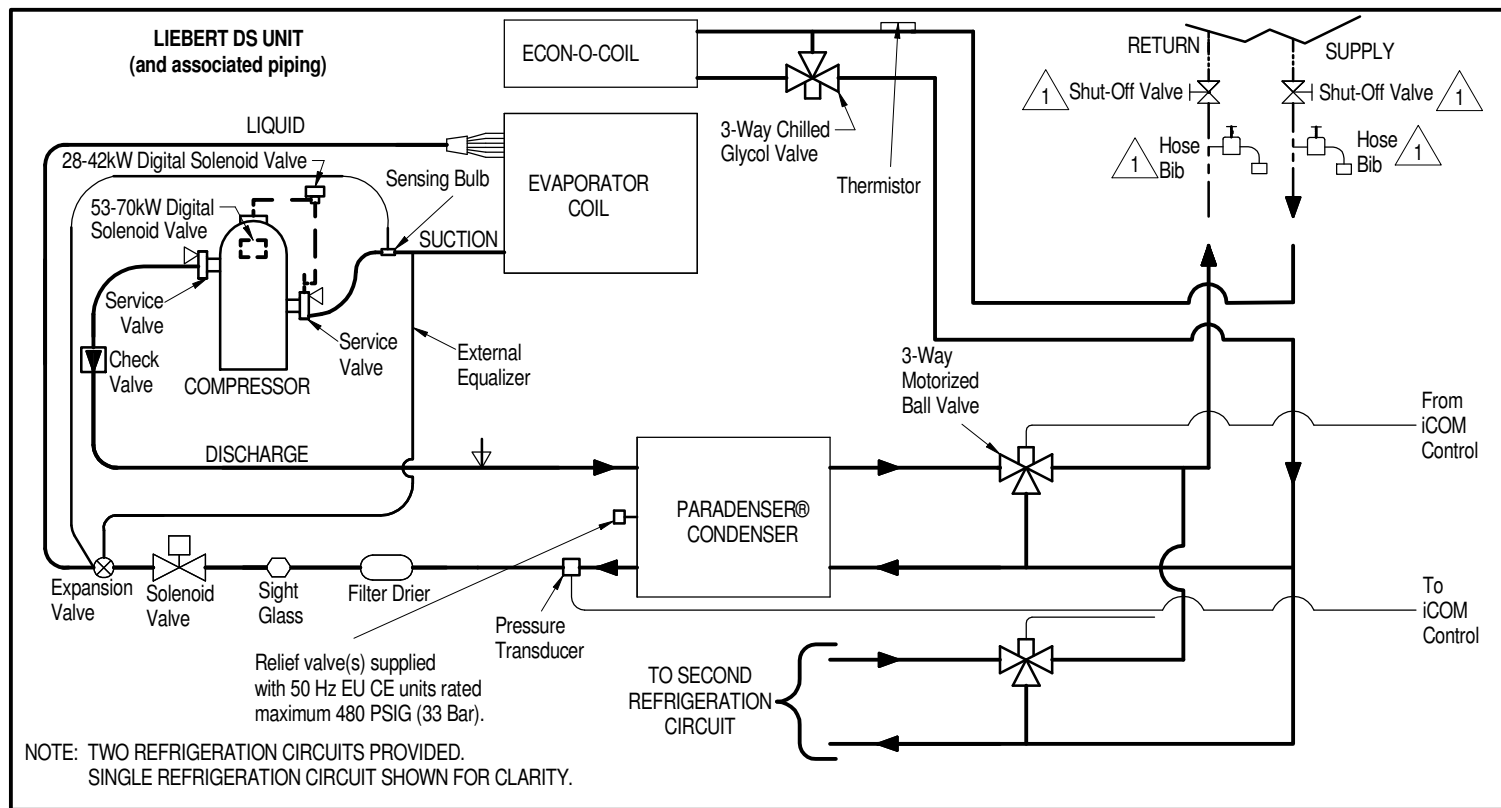 LIEBERT DS UNIT
(and associated piping)
ECON-O-COIL
RETURN
SUPPLY
1
Shut-Off Valve
Shut-Off Valve
1
3-Way Chilled
Glycol Valve
Thermistor
1
Hose
Bib
Hose
Bib
1
LIQUID
28-42kW Digital Solenoid Valve
Sensing Bulb
EVAPORATOR
COIL
53-70kW Digital
Solenoid Valve
SUCTION
Service
Valve
Service
Valve
Check
Valve
COMPRESSOR
External
Equalizer
3-Way
Motorized
Ball Valve
From
iCOM
Control
DISCHARGE
PARADENSER®
CONDENSER
Expansion
Valve
Solenoid
Valve
Sight
Glass
Filter Drier
Pressure
Transducer
To
iCOM
Control
Relief valve(s) supplied
with 50 Hz EU CE units rated
maximum 480 PSIG (33 Bar).
TO SECOND
REFRIGERATION
CIRCUIT
NOTE: TWO REFRIGERATION CIRCUITS PROVIDED.
SINGLE REFRIGERATION CIRCUIT SHOWN FOR CLARITY.